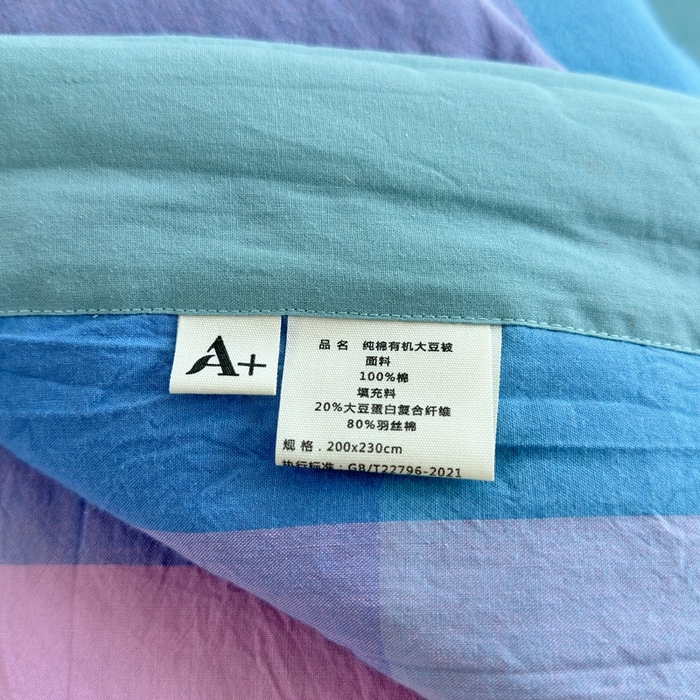 A+
品名 纯棉有机大豆被
面料
100%棉
填充料
20%大豆蛋白复合纤维
80%羽丝棉
规格.200x230cm
执行标准:GB/T22796-2021